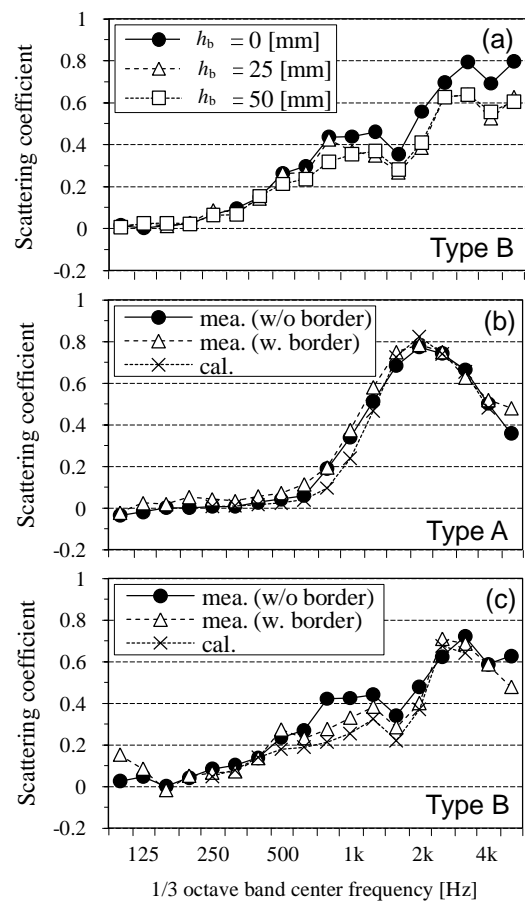 (a)
h_b = 0 [mm]
h_b = 25 [mm]
h_b = 50 [mm]
1
0.8
0.6
0.4
0.2
0
-0.2
Scattering coefficient
Type B
(b)
mea. (w/o border)
mea. (w. border)
cal.
1
0.8
0.6
0.4
0.2
0
-0.2
Scattering coefficient
Type A
(c)
mea. (w/o border)
mea. (w. border)
cal.
1
0.8
0.6
0.4
0.2
0
-0.2
Scattering coefficient
Type B
125 250 500 1k 2k 4k
1/3 octave band center frequency [Hz]